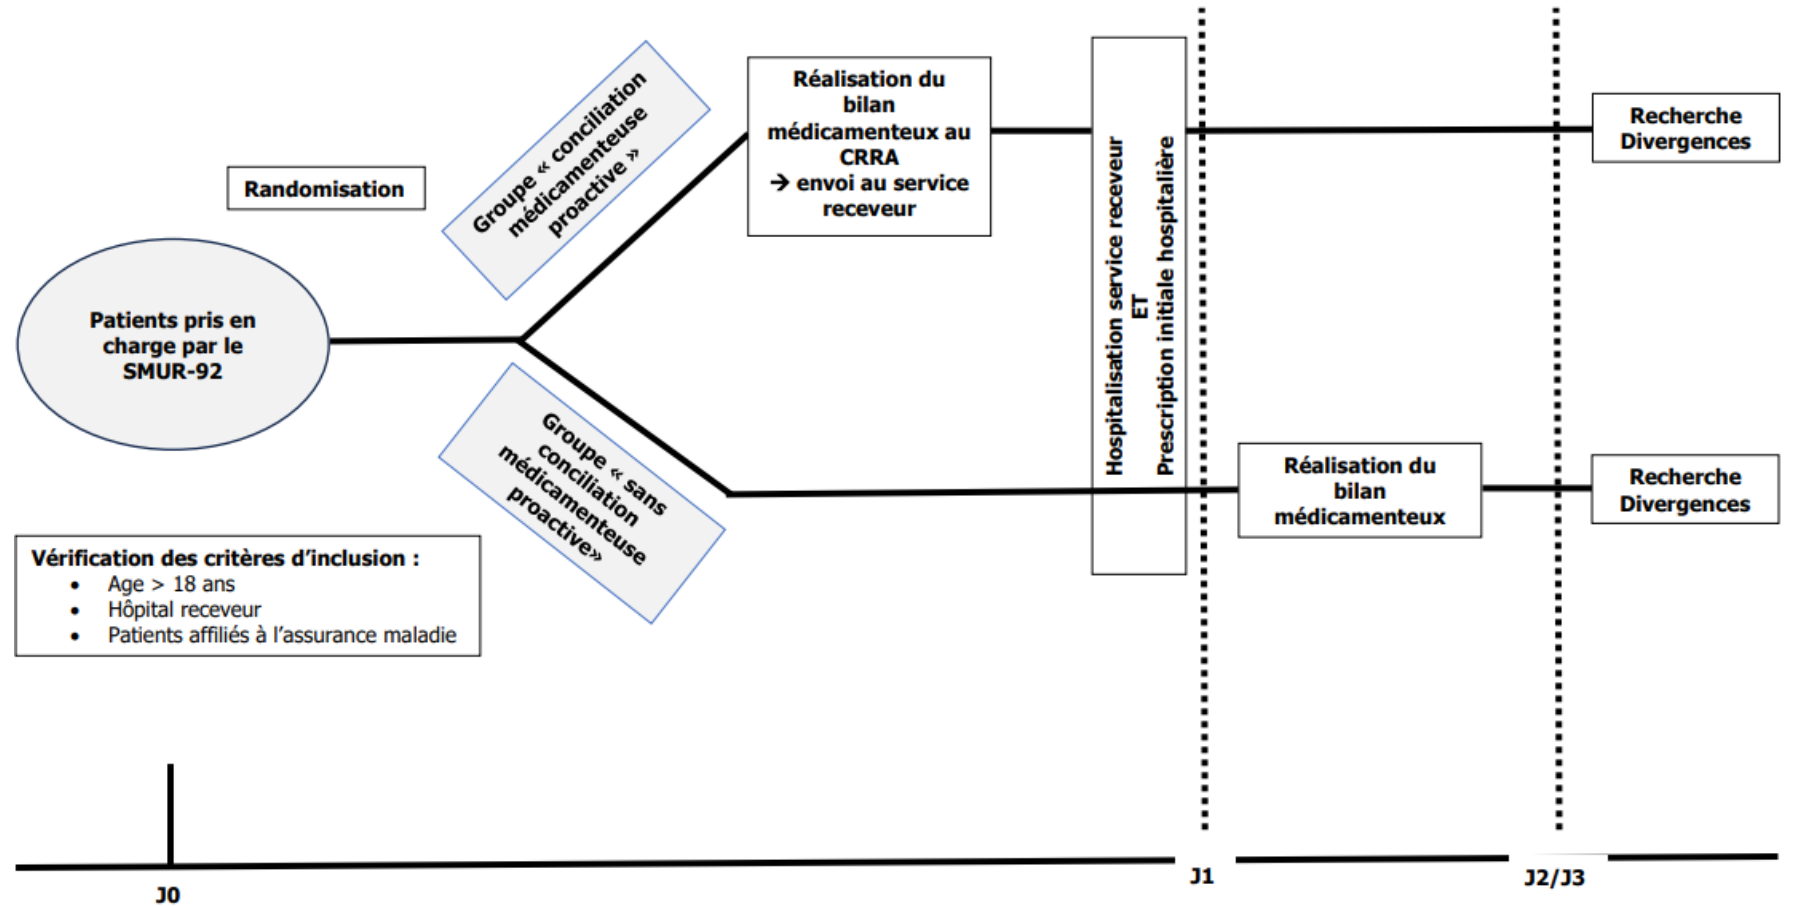 Randomisation
Patients pris en
charge par le
SMUR-92
Groupe « conciliation
médicamenteuse
proactive »
Réalisation du
bilan
médicamenteux au
CRRA
→ envoi au service
receveur
Hospitalisation service receveur
ET
Prescription initiale hospitalière
Recherche
Divergences
Groupe « sans
conciliation
médicamenteuse
proactive»
Réalisation du
bilan
médicamenteux
Recherche
Divergences
Vérification des critères d’inclusion :
• Age > 18 ans
• Hôpital receveur
• Patients affiliés à l’assurance maladie
J0
J1
J2/J3